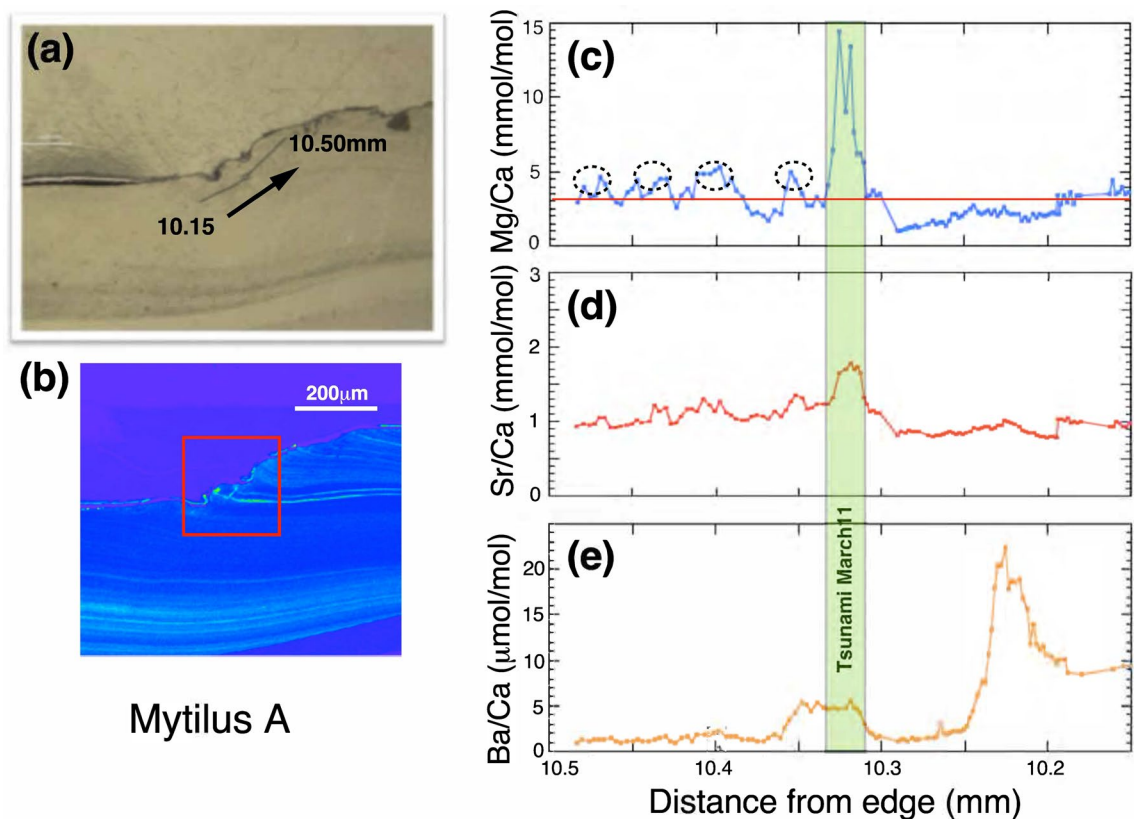 (a)
10.50mm
10.15
(b)
200μm
Mytilus A
(c)
Mg/Ca (mmol/mol)
15
10
5
0
(d)
Sr/Ca (mmol/mol)
3
2
1
0
(e)
Ba/Ca (μmol/mol)
20
15
10
5
0
Tsunami March11
10.5
10.4
10.3
10.2
Distance from edge (mm)